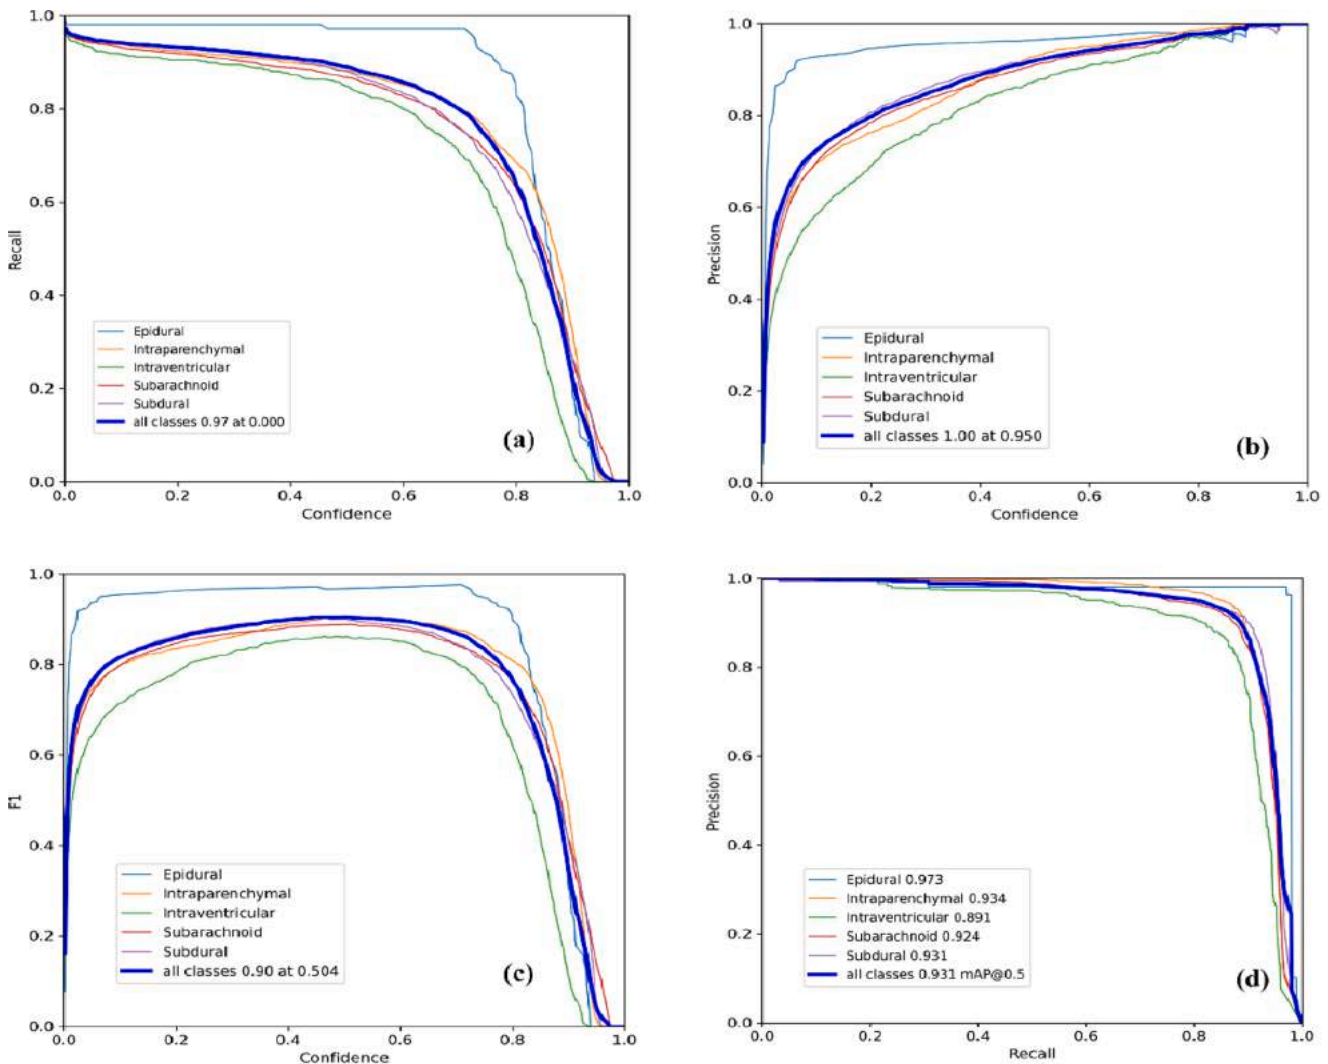 1.0
0.8
0.6
0.4
0.2
0.0
Recall
Epidural
Intraparenchymal
Intraventricular
Subarachnoid
Subdural
all classes 0.97 at 0.000
(a)
0.0 0.2 0.4 0.6 0.8 1.0
Confidence
1.0
0.8
0.6
0.4
0.2
0.0
Precision
Epidural
Intraparenchymal
Intraventricular
Subarachnoid
Subdural
all classes 1.00 at 0.950
(b)
0.0 0.2 0.4 0.6 0.8 1.0
Confidence
1.0
0.8
0.6
0.4
0.2
0.0
F1
Epidural
Intraparenchymal
Intraventricular
Subarachnoid
Subdural
all classes 0.90 at 0.504
(c)
0.0 0.2 0.4 0.6 0.8 1.0
Confidence
1.0
0.8
0.6
0.4
0.2
0.0
Precision
Epidural 0.973
Intraparenchymal 0.934
Intraventricular 0.891
Subarachnoid 0.924
Subdural 0.931
all classes 0.931 mAP@0.5
(d)
0.0 0.2 0.4 0.6 0.8 1.0
Recall